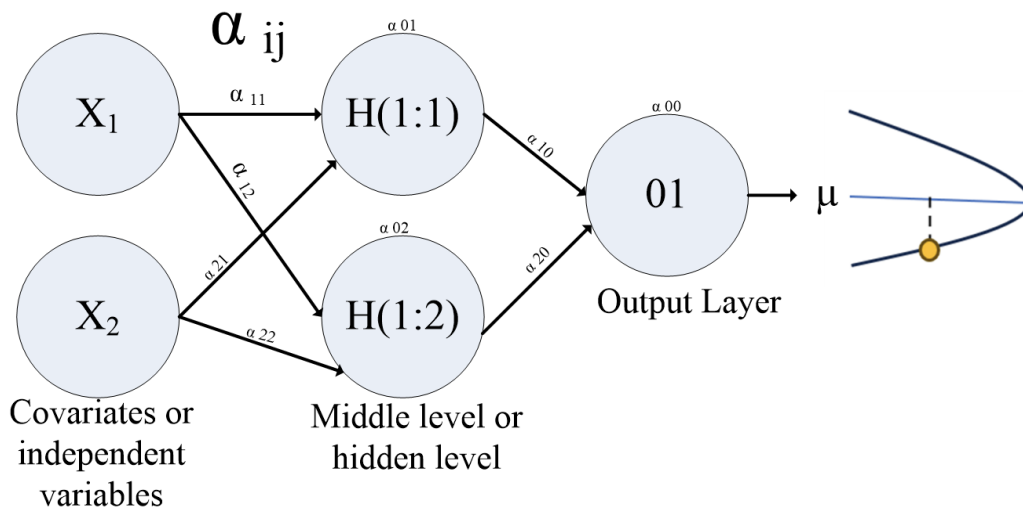 α ij
α 01
X1
α 11
H(1:1)
α 00
α 10
α 12
01
μ
α 02
α 21
α 20
X2
α 22
H(1:2)
Output Layer
Covariates or
independent
variables
Middle level or
hidden level